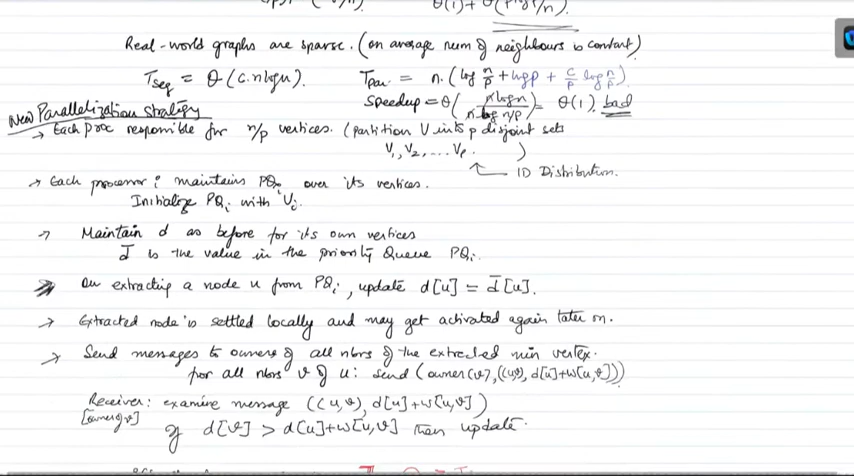 Θ(1)+ Θ(
Real-world graphs are sparse. (on average num of neighbours is contant)
Tseq = Θ(c.nlogn) Tpar = n.(log n/p + logp + c/p log n/p)
Speedup = Θ( nlogn / n.log n/p ) = Θ(1). bad
New Parallelization strategy
→ Each proc responsible for n/p vertices. (partition V into p disjoint sets
V₁, V₂, .... Vp. )
1D Distribution.
→ Each processor i maintains PQi over its vertices.
Initialize PQi with Vi.
→ Maintain d as before for its own vertices
d̄ is the value in the priority Queue PQi.
→ On extracting a node u from PQi, update d[u] = d̄[u].
→ Extracted node is settled locally and may get activated again later on.
→ Send messages to owners of all nbrs of the extracted min vertex.
for all nbrs v of u: send (owner(v), ((u,v), d[u]+w[u,v]))
Receiver: examine message ((u,v), d[u]+w[u,v])
[owner of v]
if d[v] > d[u]+w[u,v] then update.